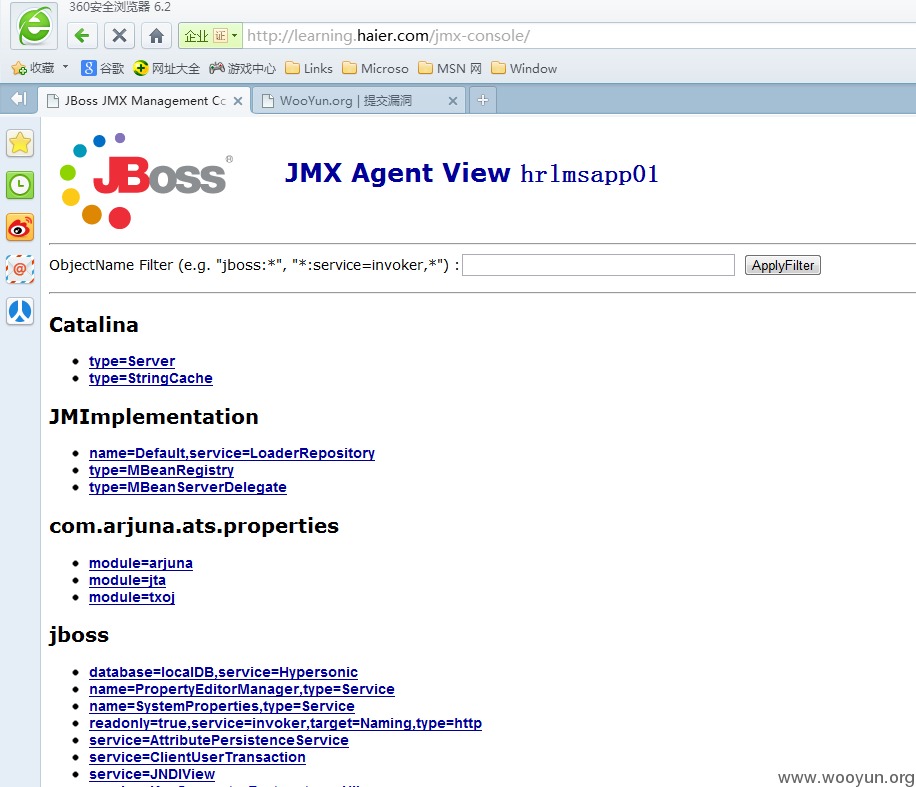 360安全浏览器 6.2
企业 证 http://learning.haier.com/jmx-console/
收藏 谷歌 网址大全 游戏中心 Links Microso MSN 网 Window
JBoss JMX Management Cc WooYun.org | 提交漏洞
JBoss®
JMX Agent View hrlmsapp01
ObjectName Filter (e.g. "jboss:*", "*:service=invoker,*") : ApplyFilter
Catalina
type=Server
type=StringCache
JMImplementation
name=Default,service=LoaderRepository
type=MBeanRegistry
type=MBeanServerDelegate
com.arjuna.ats.properties
module=arjuna
module=jta
module=txoj
jboss
database=localDB,service=Hypersonic
name=PropertyEditorManager,type=Service
name=SystemProperties,type=Service
readonly=true,service=invoker,target=Naming,type=http
service=AttributePersistenceService
service=ClientUserTransaction
service=JNDIView
www.wooyun.org